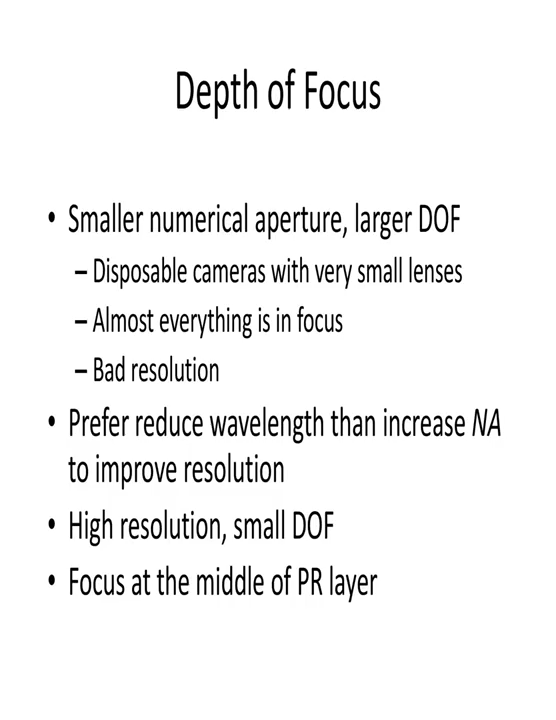 Depth of Focus
• Smaller numerical aperture, larger DOF
– Disposable cameras with very small lenses
– Almost everything is in focus
– Bad resolution
• Prefer reduce wavelength than increase NA
to improve resolution
• High resolution, small DOF
• Focus at the middle of PR layer